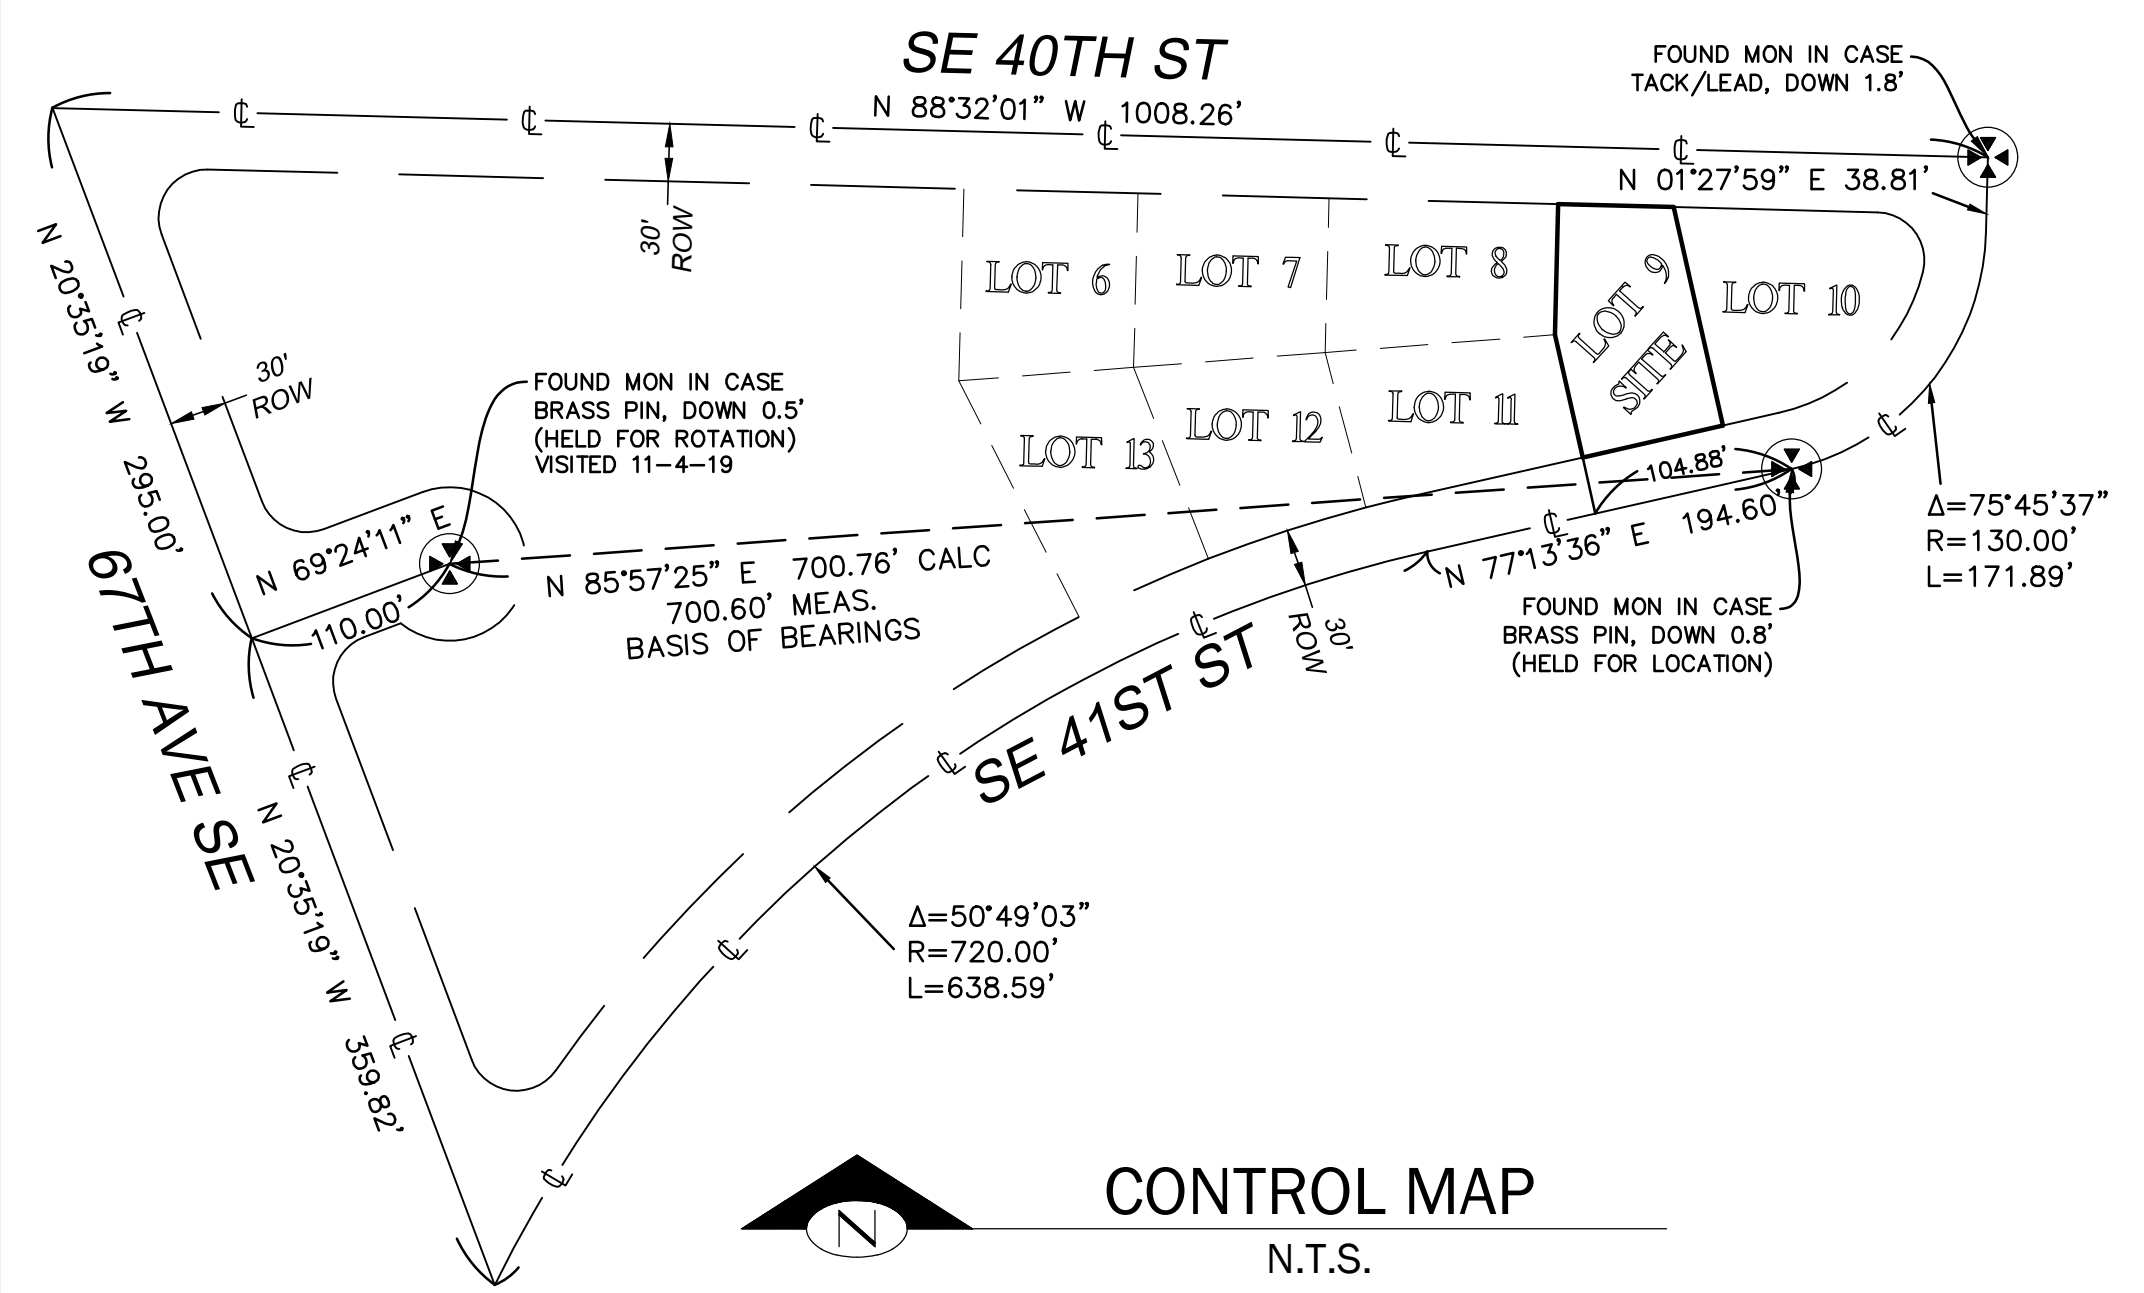 SE 40TH ST
N 88°32'01" W 1008.26'
FOUND MON IN CASE
TACK/LEAD, DOWN 1.8'
N 01°27'59" E 38.81'
30'
ROW
LOT 6
LOT 7
LOT 8
LOT 9
SITE
LOT 10
LOT 13
LOT 12
LOT 11
N 20°35'19" W 295.00'
30'
ROW
FOUND MON IN CASE
BRASS PIN, DOWN 0.5'
(HELD FOR ROTATION)
VISITED 11-4-19
104.88'
N 69°24'11" E
110.00'
N 85°57'25" E 700.76' CALC
700.60' MEAS.
BASIS OF BEARINGS
N 77°13'36" E 194.60'
Δ=75°45'37"
R=130.00'
L=171.89'
FOUND MON IN CASE
BRASS PIN, DOWN 0.8'
(HELD FOR LOCATION)
30'
ROW
67TH AVE SE
SE 41ST ST
N 20°35'19" W 359.82'
Δ=50°49'03"
R=720.00'
L=638.59'
N
CONTROL MAP
N.T.S.